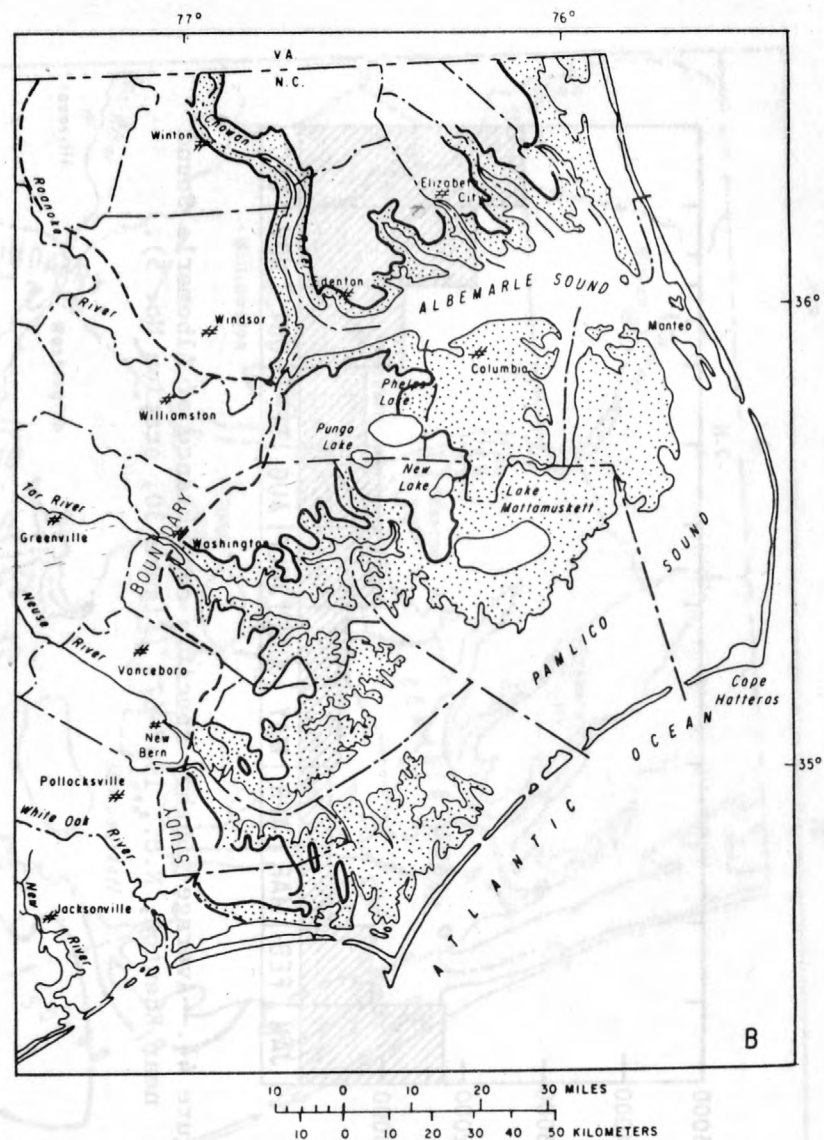 77°
76°
VA.
N.C.
Chowan
Winton
Roanoke
River
Elizabeth
City
Edenton
ALBEMARLE SOUND
36°
Windsor
Manteo
Columbia
Phelps
Lake
Williamston
Pungo
Lake
New
Lake
Lake
Mattamuskett
Tar River
Greenville
Washington
STUDY BOUNDARY
PAMLICO SOUND
Neuse
River
Vanceboro
Cape
Hatteras
New
Bern
ATLANTIC OCEAN
35°
Pollocksville
White Oak
River
Jacksonville
New
River
B
10 0 10 20 30 MILES
10 0 10 20 30 40 50 KILOMETERS